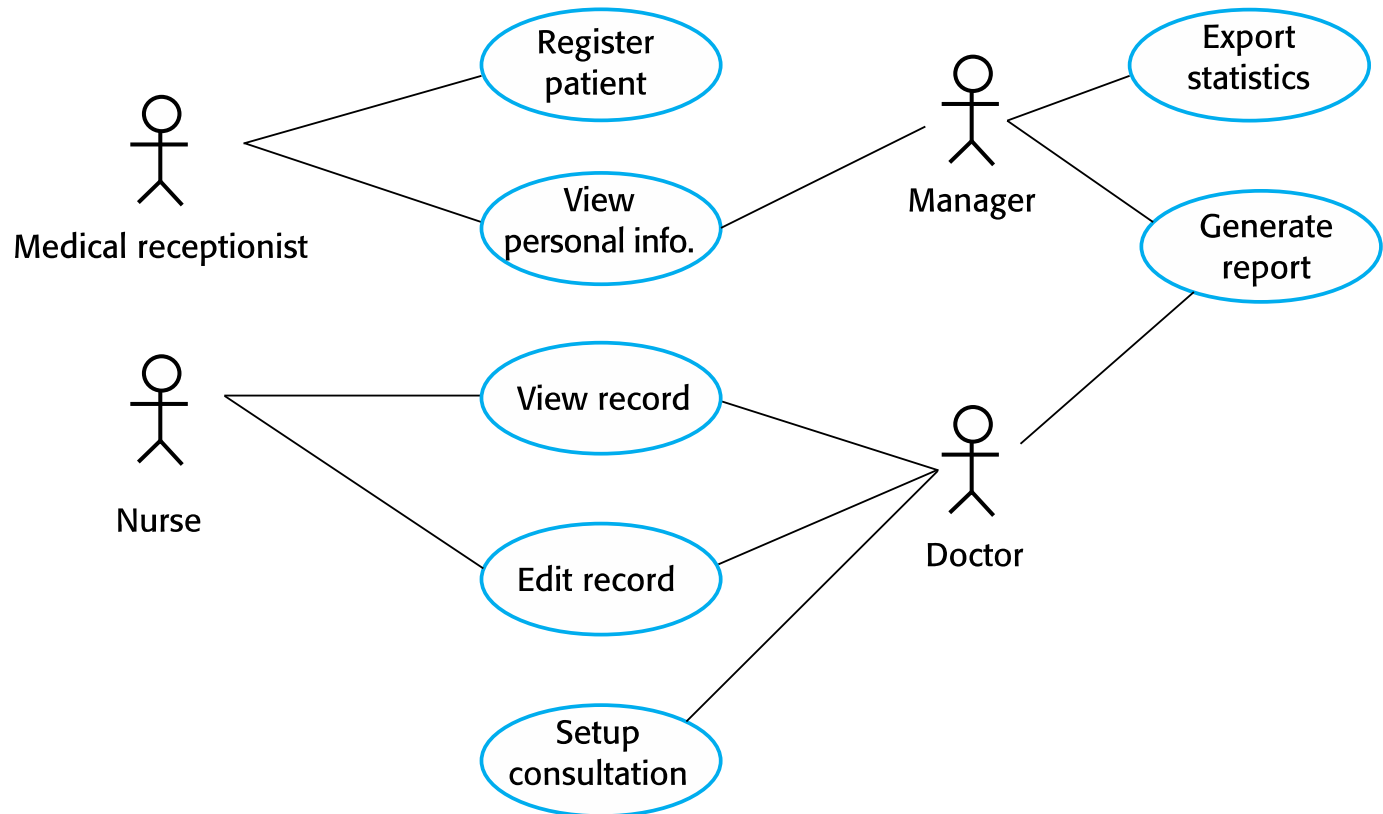 Register
patient
Export
statistics
Medical receptionist
View
personal info.
Manager
Generate
report
Nurse
View record
Edit record
Doctor
Setup
consultation